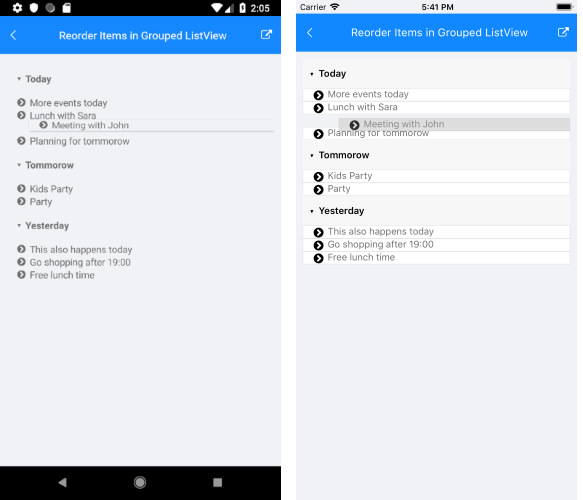 2:05
Reorder Items in Grouped ListView
Today
More events today
Lunch with Sara
Meeting with John
Planning for tommorow
Tommorow
Kids Party
Party
Yesterday
This also happens today
Go shopping after 19:00
Free lunch time
Carrier 5:41 PM
Reorder Items in Grouped ListView
Today
More events today
Lunch with Sara
Meeting with John
Planning for tommorow
Tommorow
Kids Party
Party
Yesterday
This also happens today
Go shopping after 19:00
Free lunch time